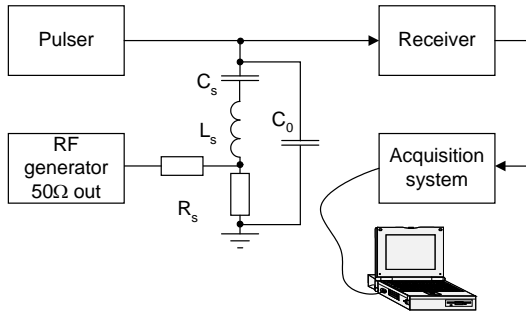 Pulser
Receiver
Cs
Ls
C0
RF
generator
50Ω out
Rs
Acquisition
system